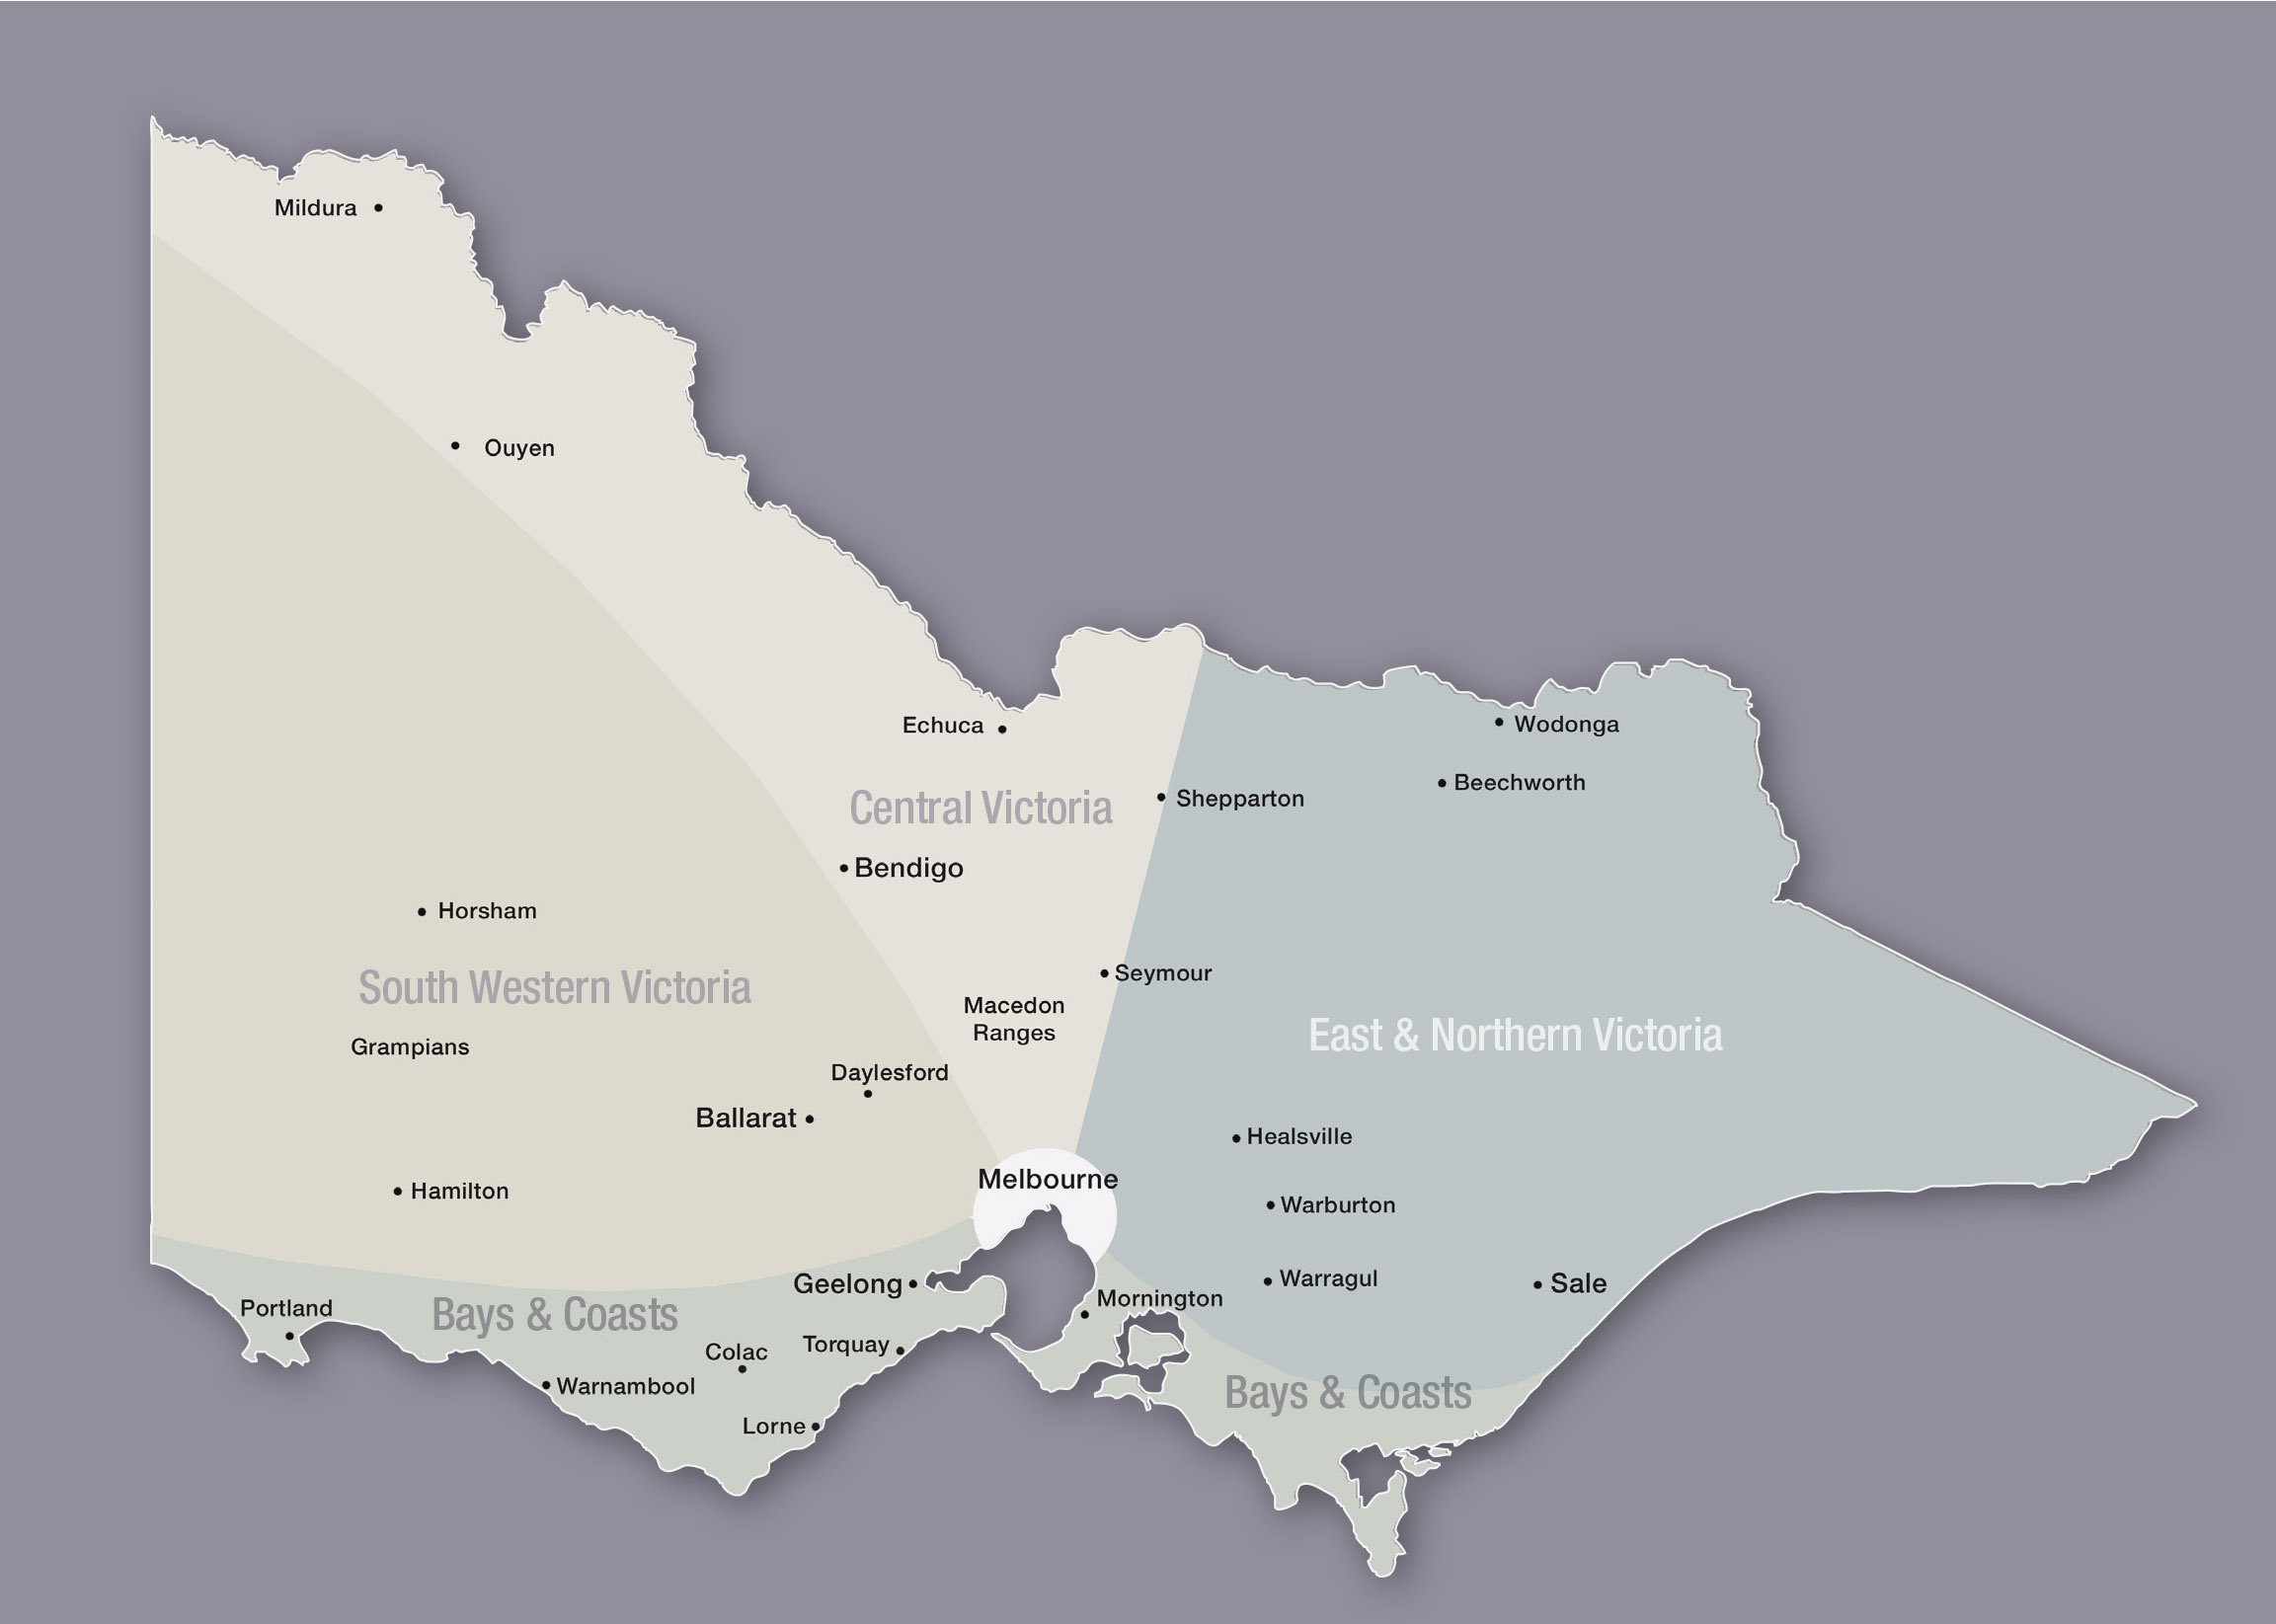 Mildura
Ouyen
Echuca
Wodonga
Beechworth
Central Victoria
Shepparton
Bendigo
Horsham
Seymour
South Western Victoria
Macedon
Ranges
East & Northern Victoria
Grampians
Daylesford
Ballarat
Healsville
Melbourne
Hamilton
Warburton
Warragul
Geelong
Sale
Mornington
Portland
Bays & Coasts
Torquay
Colac
Warnambool
Bays & Coasts
Lorne